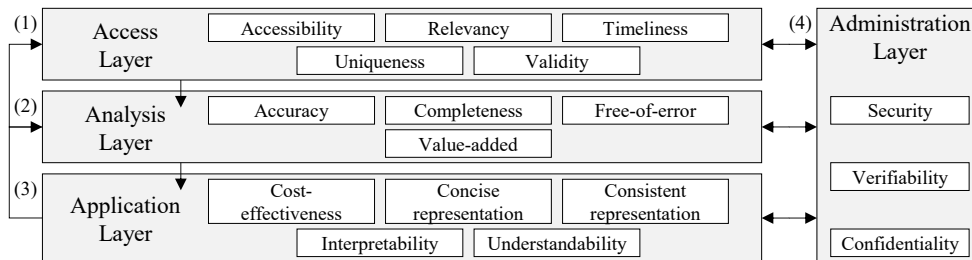 (1)
Access
Layer
Accessibility
Relevancy
Timeliness
Uniqueness
Validity
(2)
Analysis
Layer
Accuracy
Completeness
Free-of-error
Value-added
(3)
Application
Layer
Cost-
effectiveness
Concise
representation
Consistent
representation
Interpretability
Understandability
(4)
Administration
Layer
Security
Verifiability
Confidentiality